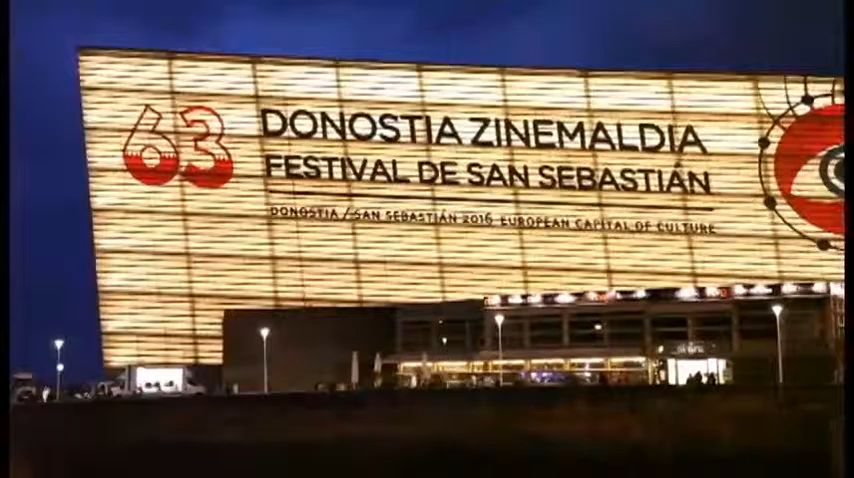 63
DONOSTIA ZINEMALDIA
FESTIVAL DE SAN SEBASTIÁN
DONOSTIA / SAN SEBASTIÁN 2016 EUROPEAN CAPITAL OF CULTURE